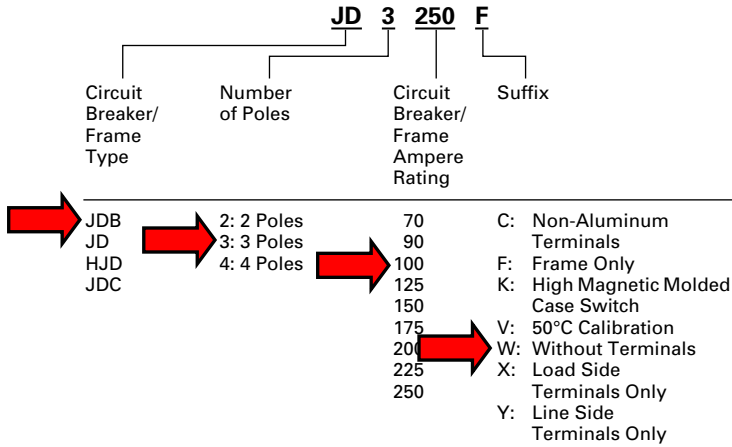 JD 3 250 F
Circuit Breaker/ Frame Type
Number of Poles
Circuit Breaker/ Frame Ampere Rating
Suffix
JDB
JD
HJD
JDC
2: 2 Poles
3: 3 Poles
4: 4 Poles
70
90
100
125
150
175
200
225
250
C: Non-Aluminum
Terminals
F: Frame Only
K: High Magnetic Molded
Case Switch
V: 50°C Calibration
W: Without Terminals
X: Load Side
Terminals Only
Y: Line Side
Terminals Only